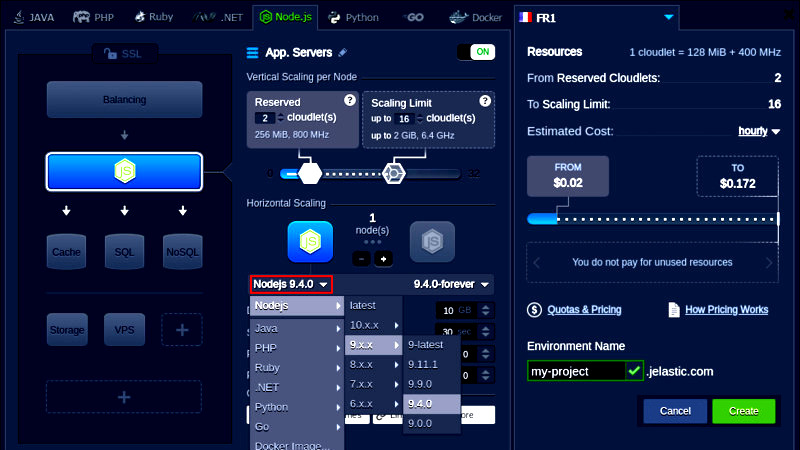 JAVA PHP Ruby .NET Node.js Python GO Docker
SSL
Balancing
JS
Cache SQL NoSQL
Storage VPS
App. Servers ON
Vertical Scaling per Node
Reserved ?
2 cloudlet(s)
256 MiB, 800 MHz
Scaling Limit ?
up to 16 cloudlet(s)
up to 2 GiB, 6.4 GHz
0 32
Horizontal Scaling
JS
1
node(s)
JS
Nodejs 9.4.0 9.4.0-forever
10 GB
30 sec
0
0
Nodejs
Java
PHP
Ruby
.NET
Python
Go
Docker Image...
latest
10.x.x
9.x.x
8.x.x
7.x.x
6.x.x
9-latest
9.11.1
9.9.0
9.4.0
9.0.0
FR1
Resources 1 cloudlet = 128 MiB + 400 MHz
From Reserved Cloudlets: 2
To Scaling Limit: 16
Estimated Cost: hourly
FROM
$0.02
TO
$0.172
You do not pay for unused resources
$ Quotas & Pricing How Pricing Works
Environment Name
my-project .jelastic.com
Cancel Create